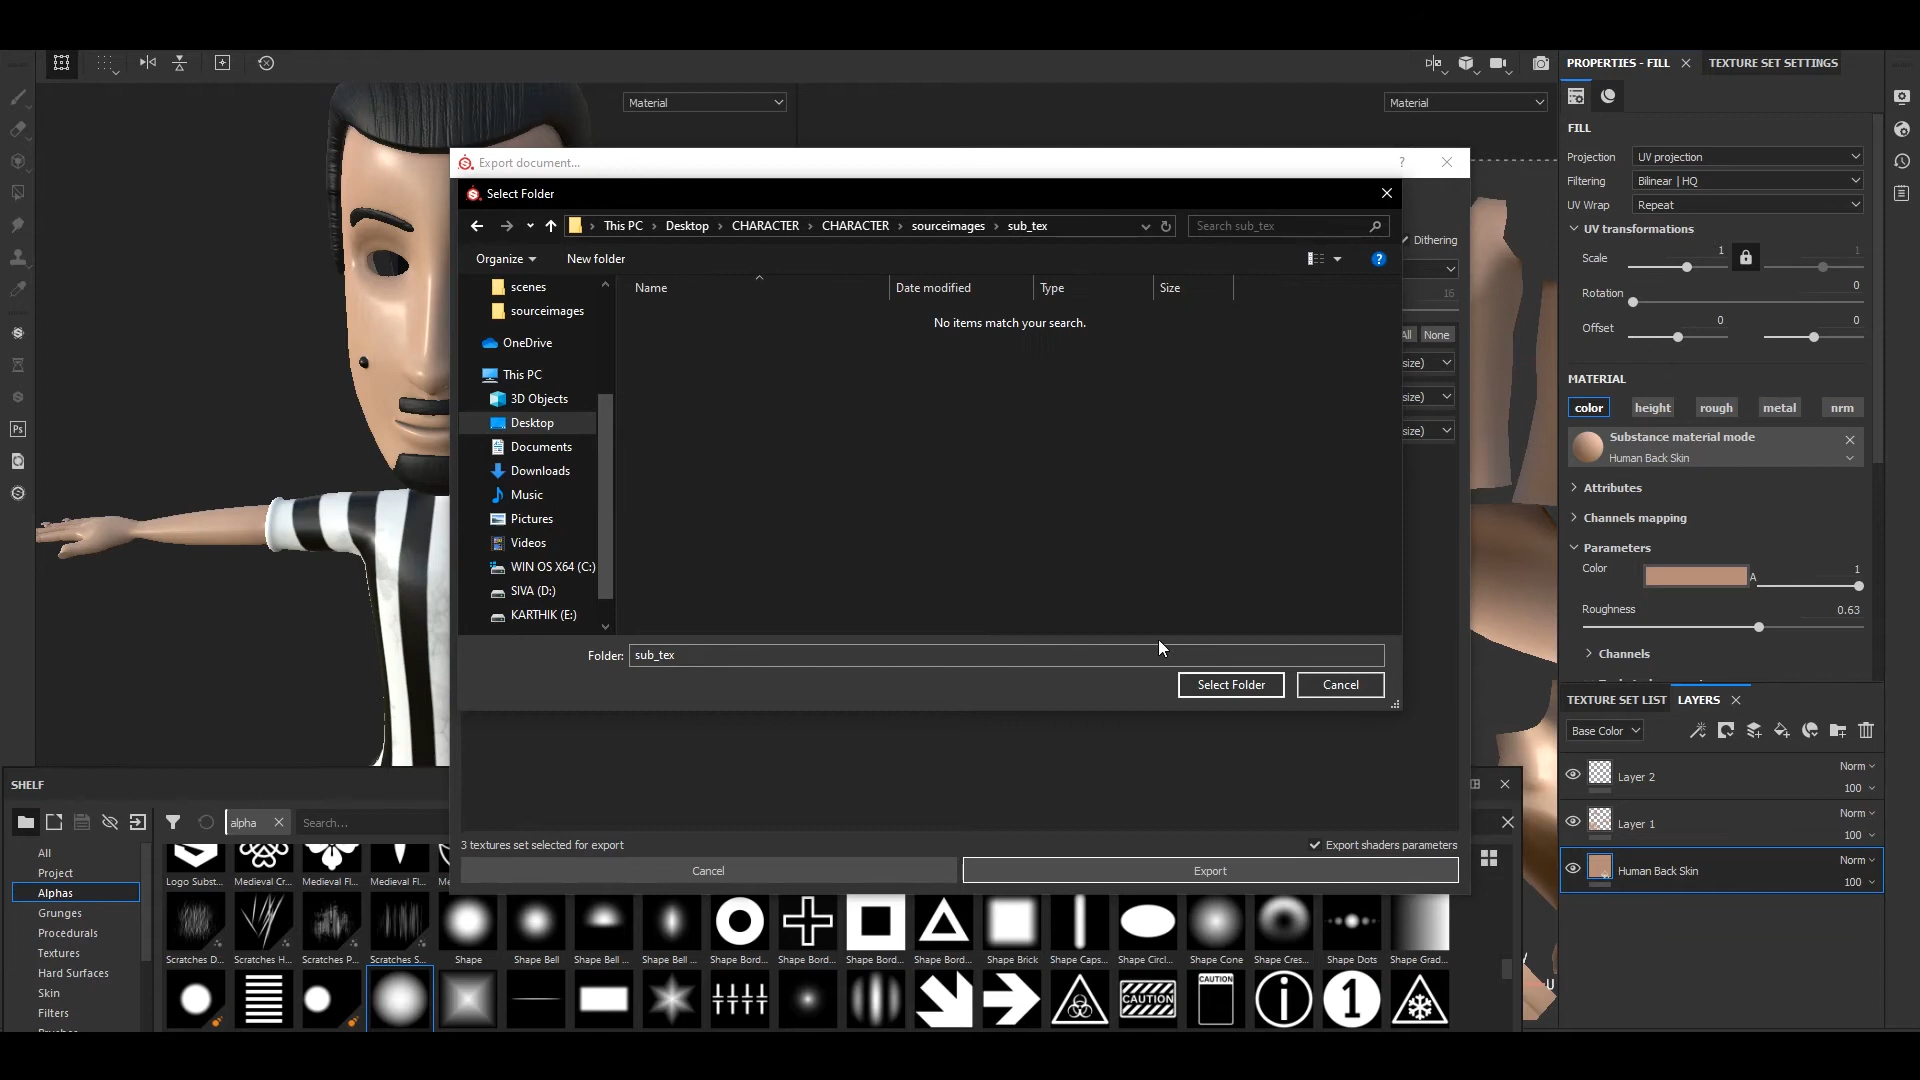 PROPERTIES - FILL
TEXTURE SET SETTINGS
Material
Material
FILL
Projection
UV projection
Filtering
Bilinear | HQ
UV Wrap
Repeat
UV transformations
Scale
1
1
Rotation
0
Offset
0
0
MATERIAL
color
height
rough
metal
nrm
Substance material mode
Human Back Skin
Attributes
Channels mapping
Parameters
Color
A
1
Roughness
0.63
Channels
Export document...
?
Select Folder
This PC
Desktop
CHARACTER
CHARACTER
sourceimages
sub_tex
Search sub_tex
Organize
New folder
?
Name
Date modified
Type
Size
No items match your search.
scenes
sourceimages
OneDrive
This PC
3D Objects
Desktop
Documents
Downloads
Music
Pictures
Videos
WIN OS X64 (C:)
SIVA (D:)
KARTHIK (E:)
Folder:
sub_tex
Select Folder
Cancel
Dithering
16
All
None
size)
size)
size)
3 textures set selected for export
Export shaders parameters
Cancel
Export
TEXTURE SET LIST
LAYERS
Base Color
Layer 2
Norm
100
Layer 1
Norm
100
Human Back Skin
Norm
100
Ps
SHELF
alpha
Search...
All
Project
Alphas
Grunges
Procedurals
Textures
Hard Surfaces
Skin
Filters
Logo Subst...
Medieval Cr...
Medieval Fl...
Medieval Fl...
Scratches D...
Scratches H...
Scratches P...
Scratches S...
Shape
Shape Bell
Shape Bell ...
Shape Bell ...
Shape Bord...
Shape Bord...
Shape Bord...
Shape Bord...
Shape Brick
Shape Caps...
Shape Circl...
Shape Cone
Shape Cres...
Shape Dots
Shape Grad...
CAUTION
CAUTION
i
1
U